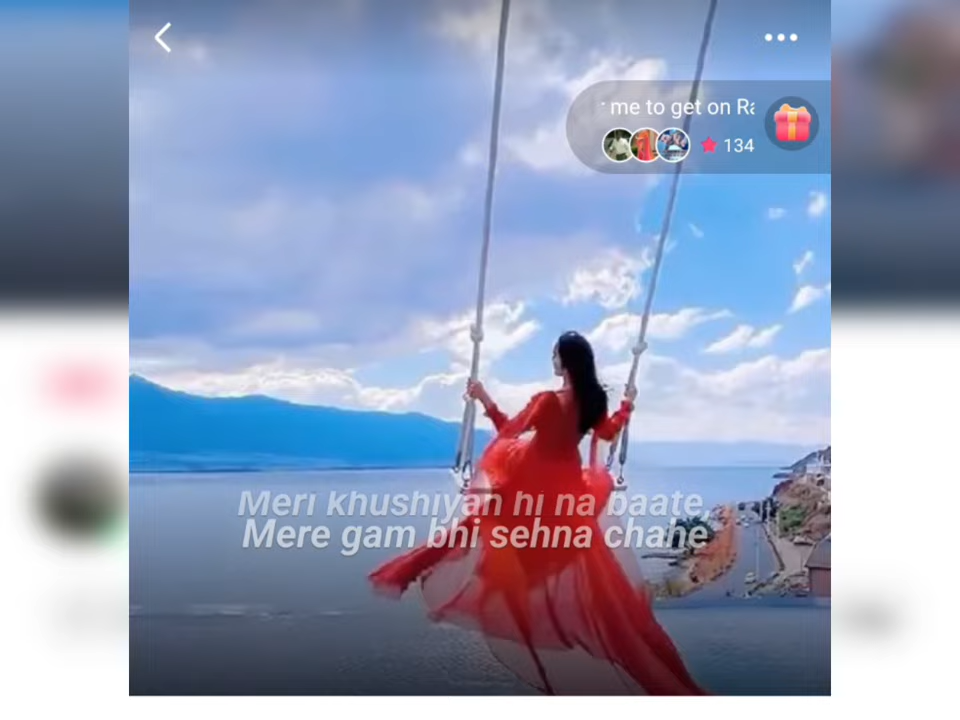 me to get on Ra
134
Meri khushiyan hi na baate,
Mere gam bhi sehna chahe